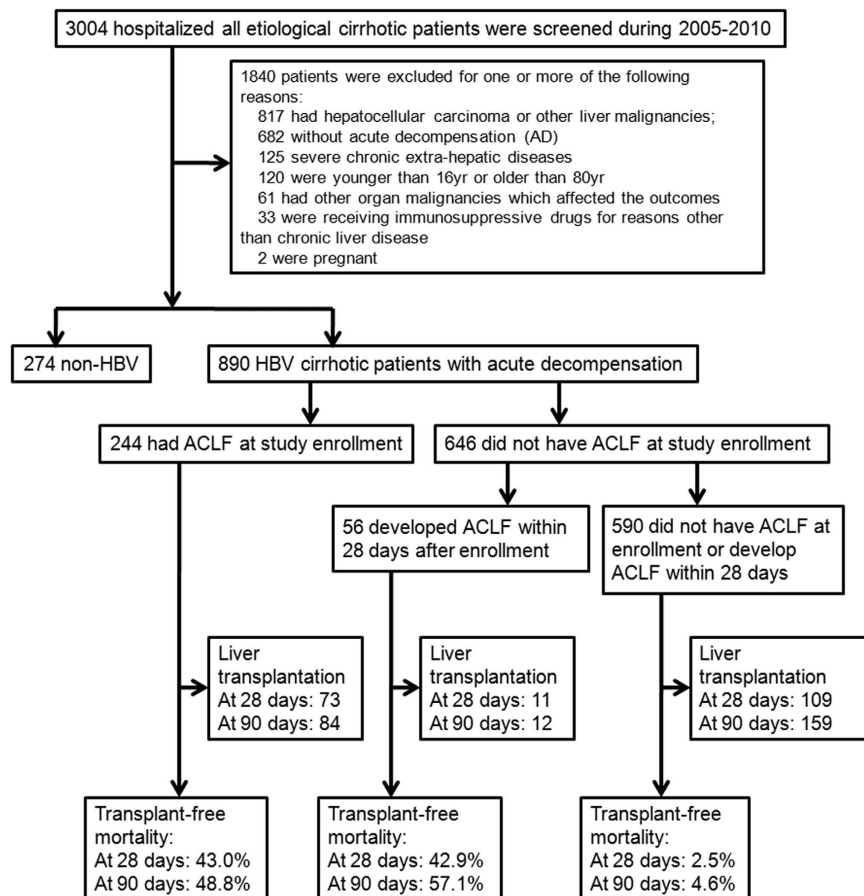 3004 hospitalized all etiological cirrhotic patients were screened during 2005-2010
1840 patients were excluded for one or more of the following
reasons:
817 had hepatocellular carcinoma or other liver malignancies;
682 without acute decompensation (AD)
125 severe chronic extra-hepatic diseases
120 were younger than 16yr or older than 80yr
61 had other organ malignancies which affected the outcomes
33 were receiving immunosuppressive drugs for reasons other
than chronic liver disease
2 were pregnant
274 non-HBV
890 HBV cirrhotic patients with acute decompensation
244 had ACLF at study enrollment
646 did not have ACLF at study enrollment
56 developed ACLF within
28 days after enrollment
590 did not have ACLF at
enrollment or develop
ACLF within 28 days
Liver
transplantation
At 28 days: 73
At 90 days: 84
Liver
transplantation
At 28 days: 11
At 90 days: 12
Liver
transplantation
At 28 days: 109
At 90 days: 159
Transplant-free
mortality:
At 28 days: 43.0%
At 90 days: 48.8%
Transplant-free
mortality:
At 28 days: 42.9%
At 90 days: 57.1%
Transplant-free
mortality:
At 28 days: 2.5%
At 90 days: 4.6%